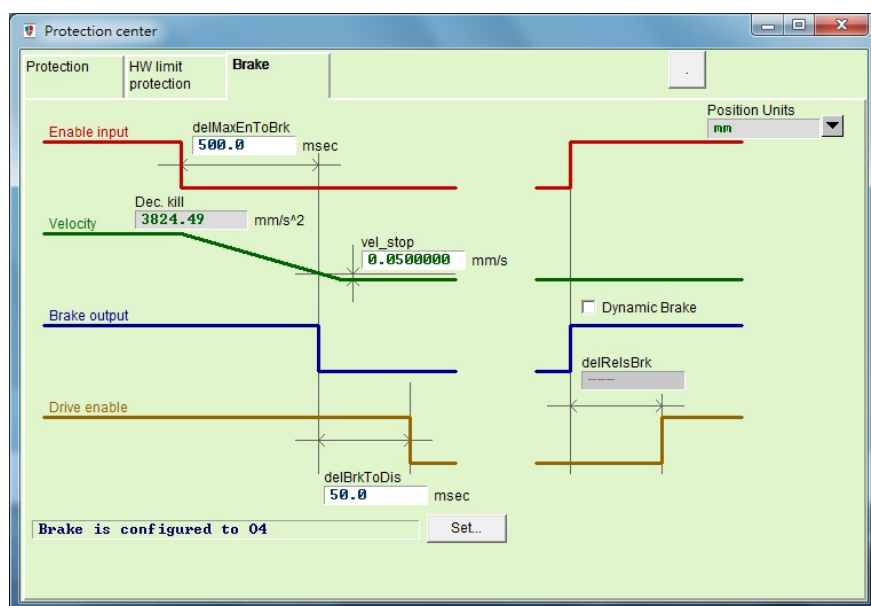 Protection center
Protection
HW limit
protection
Brake
.
Position Units
mm
Enable input
delMaxEnToBrk
500.0 msec
Dec. kill
3824.49 mm/s^2
Velocity
vel_stop
0.0500000 mm/s
Brake output
Dynamic Brake
delRelsBrk
---
Drive enable
delBrkToDis
50.0 msec
Brake is configured to O4
Set...